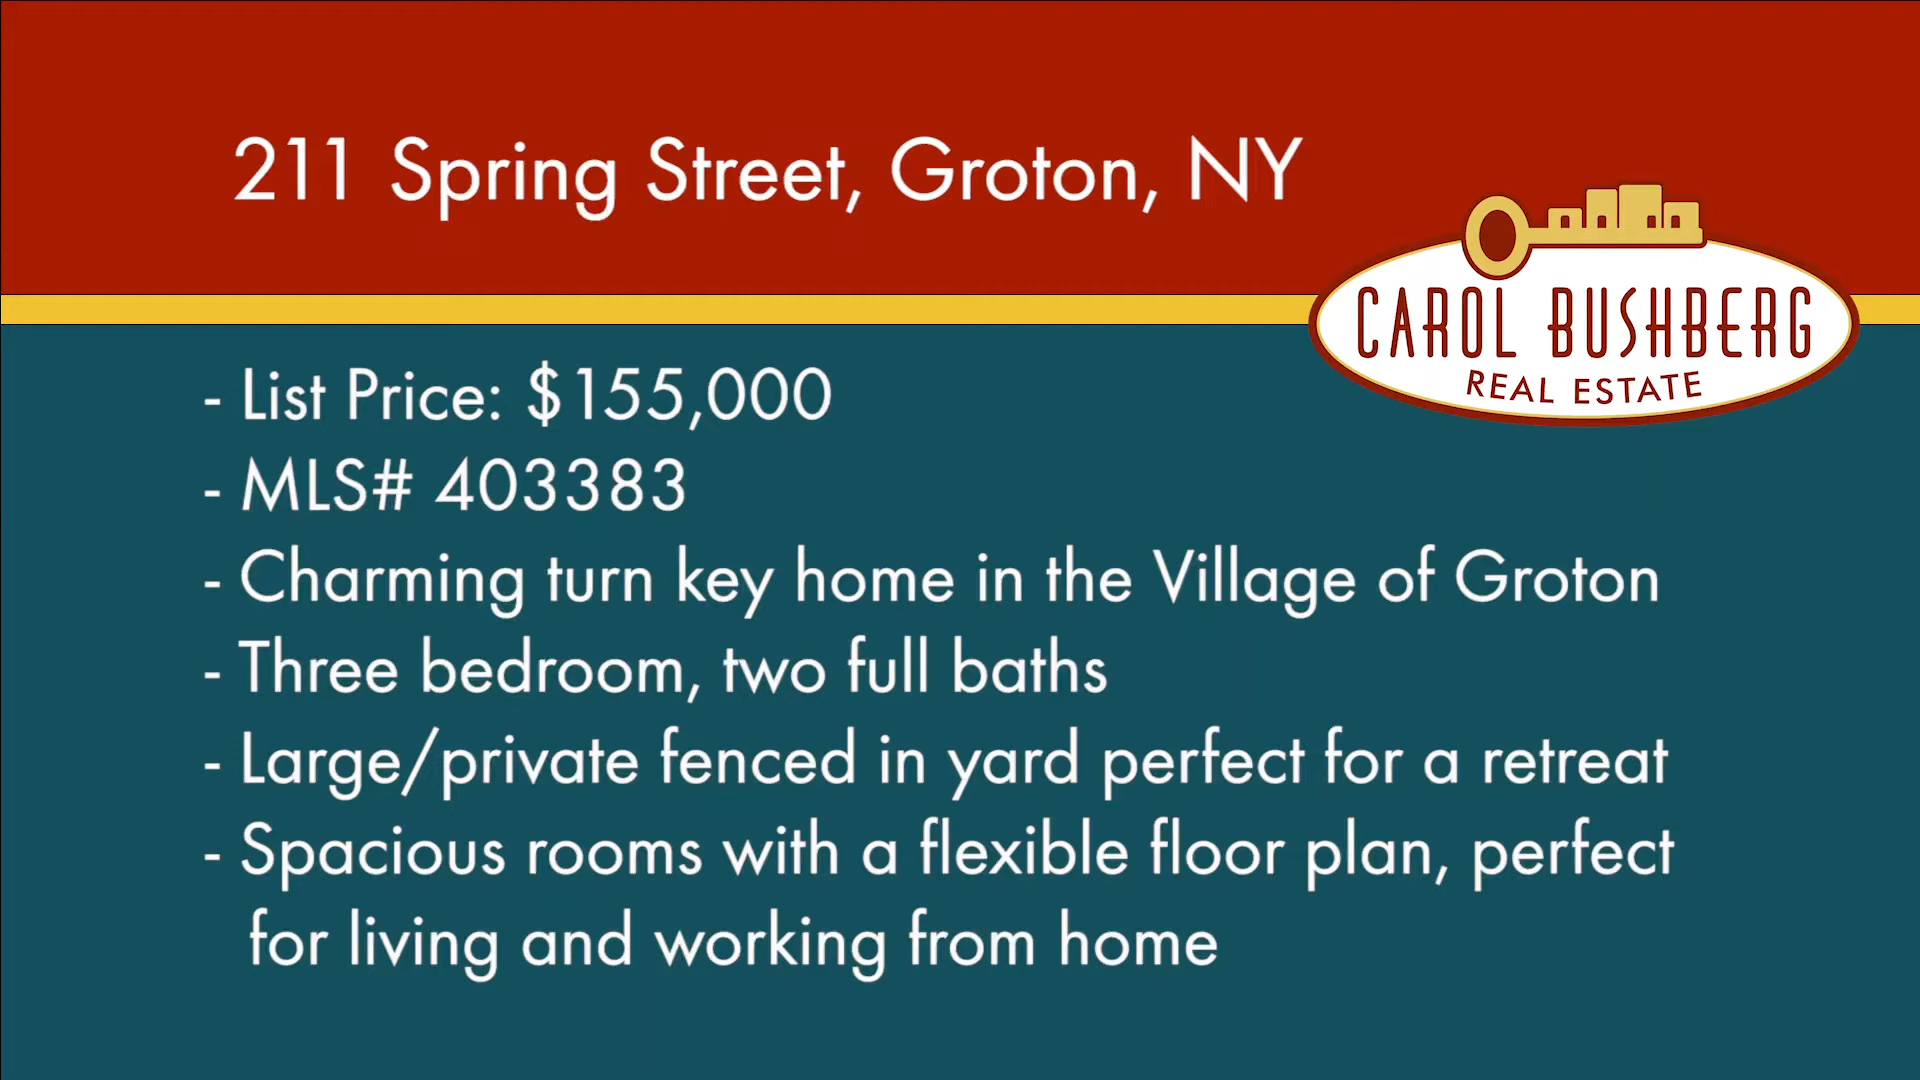 211 Spring Street, Groton, NY
CAROL BUSHBERG
REAL ESTATE
- List Price: $155,000
- MLS# 403383
- Charming turn key home in the Village of Groton
- Three bedroom, two full baths
- Large/private fenced in yard perfect for a retreat
- Spacious rooms with a flexible floor plan, perfect
for living and working from home